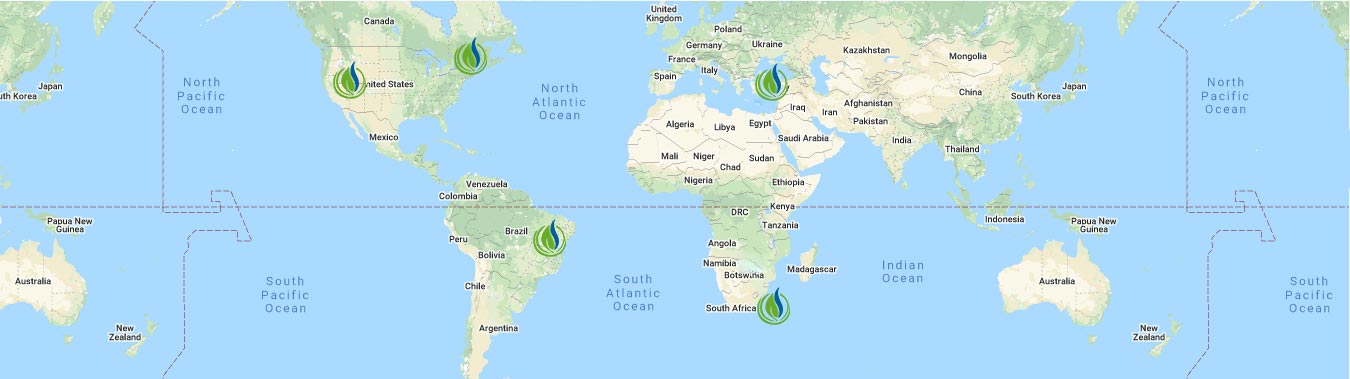 Canada
United
Kingdom
Poland
Germany
Ukraine
France
Kazakhstan
Mongolia
Spain
Italy
Japan
uth Korea
North
Pacific
Ocean
nited States
North
Atlantic
Ocean
Iraq
Iran
Afghanistan
Pakistan
China
South Korea
Japan
North
Pacific
Ocean
Mexico
Algeria
Libya
Egypt
Saudi Arabia
India
Thailand
Mali
Niger
Chad
Sudan
Nigeria
Ethiopia
Venezuela
Colombia
DRC
Kenya
Tanzania
Indonesia
Papua New
Guinea
Papua New
Guinea
Peru
Brazil
Bolivia
Angola
Namibia
Botswana
Madagascar
Indian
Ocean
Australia
South
Pacific
Ocean
Chile
South
Atlantic
Ocean
South Africa
Australia
South
Pacific
Ocean
New
Zealand
Argentina
New
Zealand